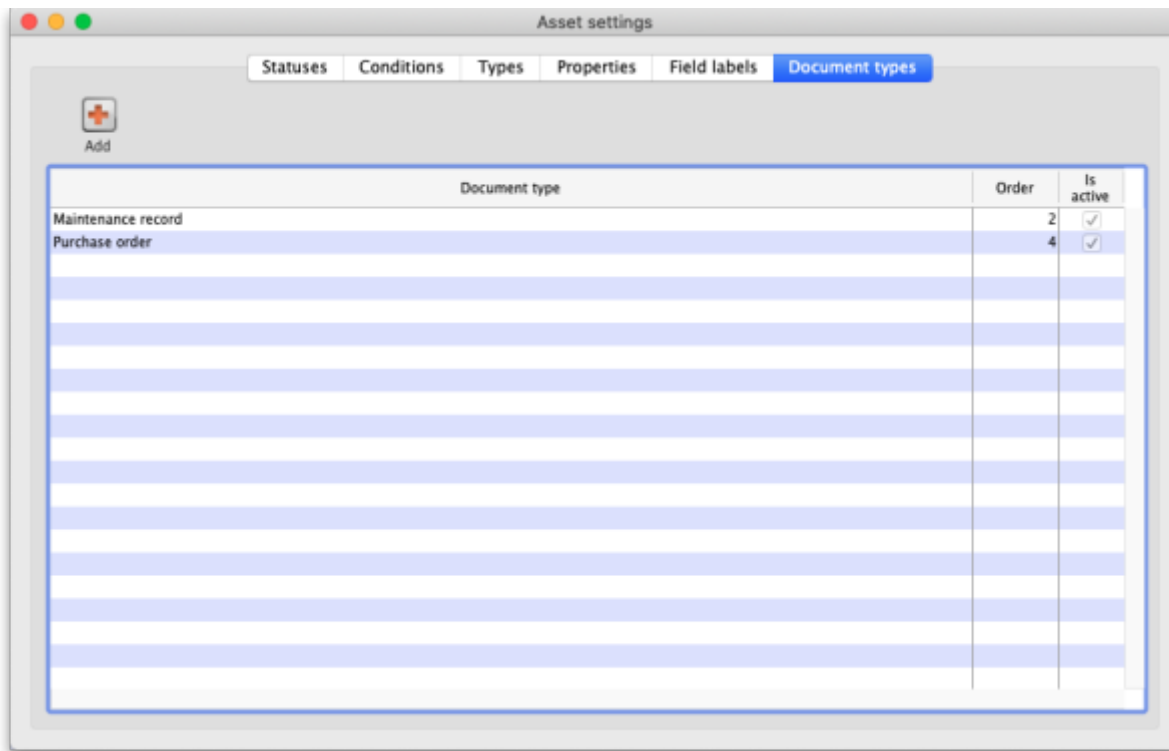 Asset settings
Statuses Conditions Types Properties Field labels Document types
Add
Document type Order Is active
Maintenance record 2
Purchase order 4